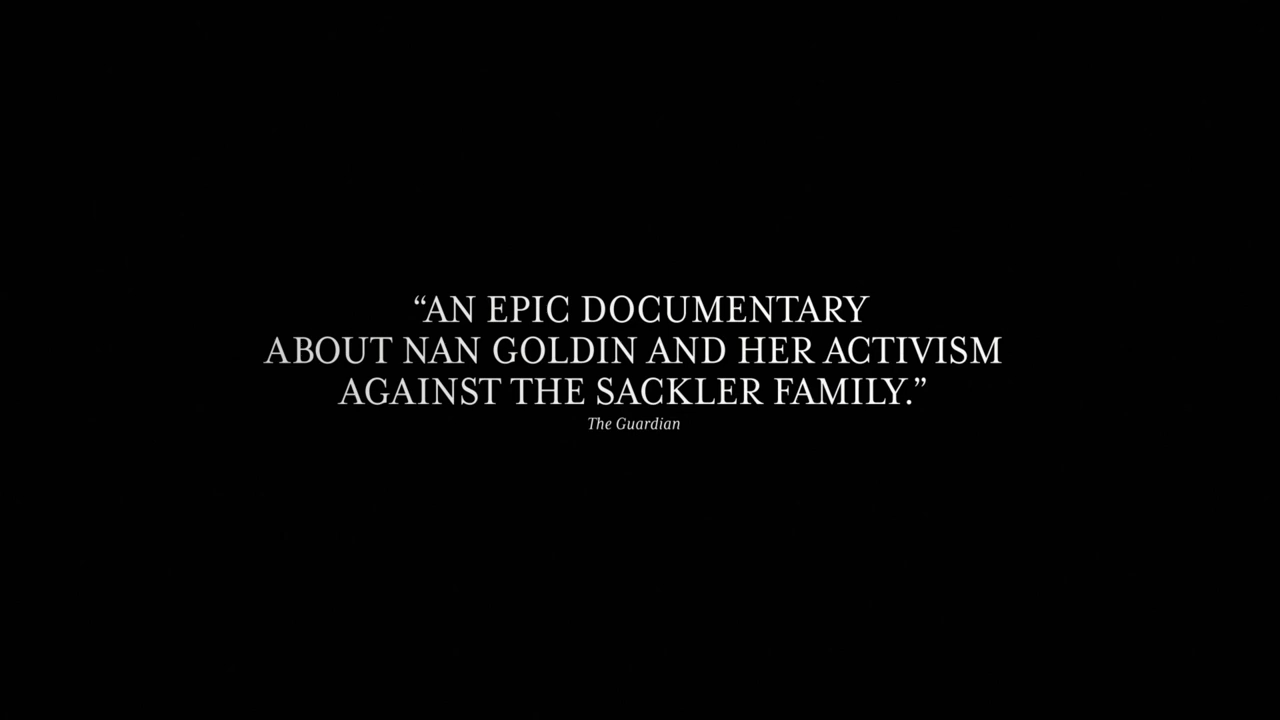 “AN EPIC DOCUMENTARY
ABOUT NAN GOLDIN AND HER ACTIVISM
AGAINST THE SACKLER FAMILY.”
The Guardian